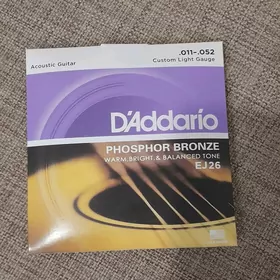 .011-.052
Acoustic Guitar
Custom Light Gauge
D'Addario
PHOSPHOR BRONZE
WARM, BRIGHT & BALANCED TONE
EJ26